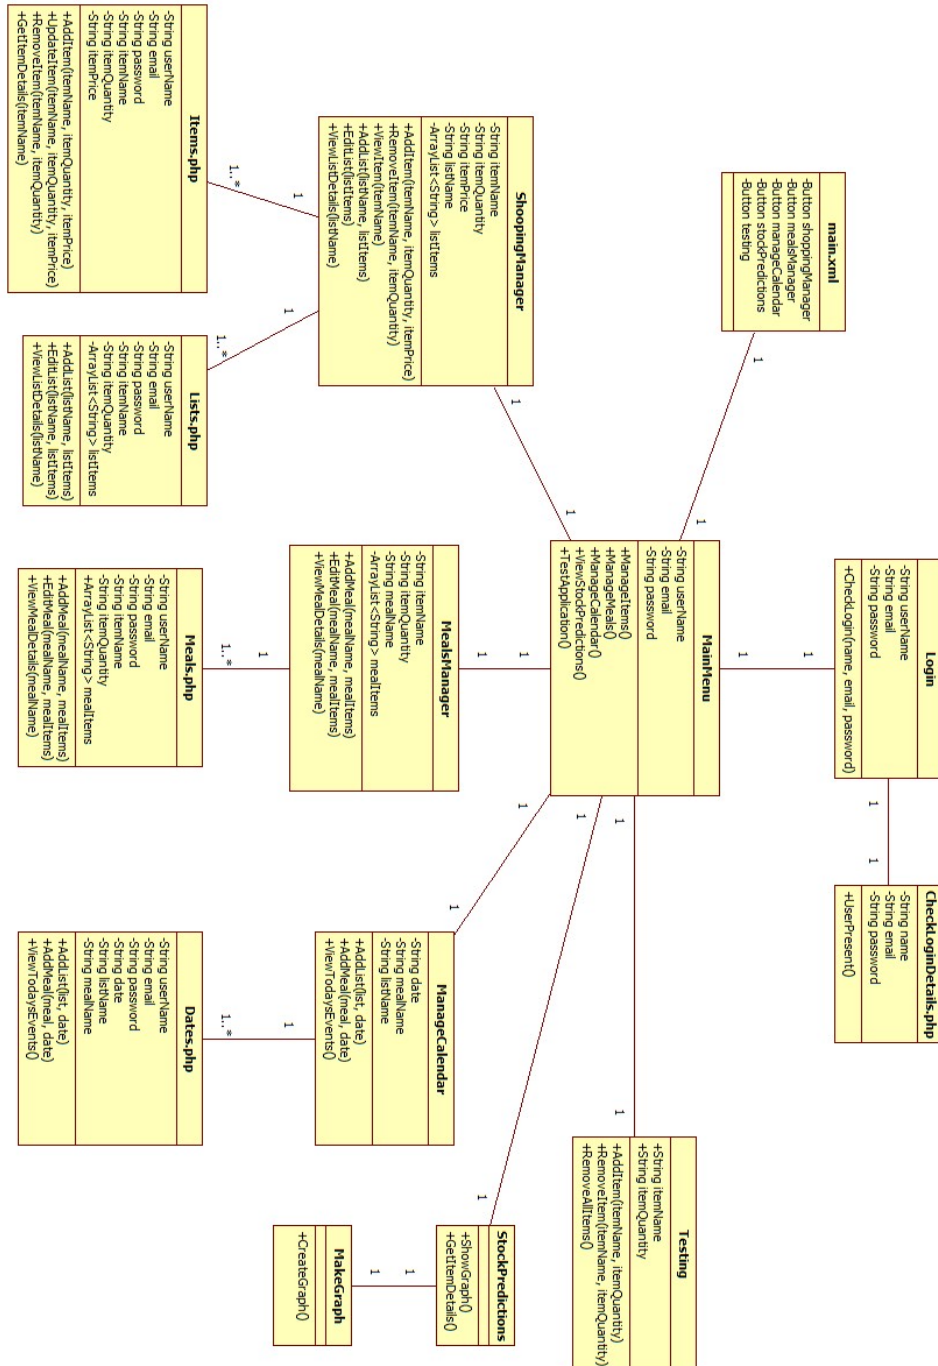 main.xml
-Button shoppingManager
-Button mealsManager
-Button manageCalendar
-Button stockPredictions
-Button testing
1
1
Login
-String userName
-String email
-String password
+CheckLogin(name, email, password)
1
1
CheckLoginDetails.php
-String name
-String email
-String password
+UserPresent()
1
1
MainMenu
-String userName
-String email
-String password
+ManageItems()
+ManageMeals()
+ManageCalendar()
+ViewStockPredictions()
+TestApplication()
1
1
Testing
+String itemName
+String itemQuantity
+AddItem(itemName, itemQuantity)
+RemoveItem(itemName, itemQuantity)
+RemoveAllItems()
1
1
ShoopingManager
-String itemName
-String itemQuantity
-String itemPrice
-String listName
-ArrayList<String> listItems
+AddItem(itemName, itemQuantity, itemPrice)
+RemoveItem(itemName, itemQuantity)
+ViewItem(itemName)
+AddList(listName, listItems)
+EditList(listItems)
+ViewListDetails(listName)
1
1
MealsManager
-String itemName
-String itemQuantity
-String mealName
-ArrayList<String> mealItems
+AddMeal(mealName, mealItems)
+EditMeal(mealName, mealItems)
+ViewMealDetails(mealName)
1
1
ManageCalendar
-String date
-String mealName
-String listName
+AddList(list, date)
+AddMeal(meal, date)
+ViewTodaysEvents()
1
1
StockPredictions
+ShowGraph()
+GetItemDetails()
1
1
MakeGraph
+CreateGraph()
1
1..*
Items.php
-String userName
-String email
-String password
-String itemName
-String itemQuantity
-String itemPrice
+AddItem(itemName, itemQuantity, itemPrice)
+UpdateItem(itemName, itemQuantity, itemPrice)
+RemoveItem(itemName, itemQuantity)
+GetItemDetails(itemName)
1
1..*
Lists.php
-String userName
-String email
-String password
-String itemName
-String itemQuantity
-ArrayList<String> listItems
+AddList(listName, listItems)
+EditList(listName, listItems)
+ViewListDetails(listName)
1
1..*
Meals.php
-String userName
-String email
-String password
-String itemName
-String itemQuantity
+ArrayList<String> mealItems
+AddMeal(mealName, mealItems)
+EditMeal(mealName, mealItems)
+ViewMealDetails(mealName)
1
1..*
Dates.php
-String userName
-String email
-String password
-String date
-String listName
-String mealName
+AddList(list, date)
+AddMeal(meal, date)
+ViewTodaysEvents()